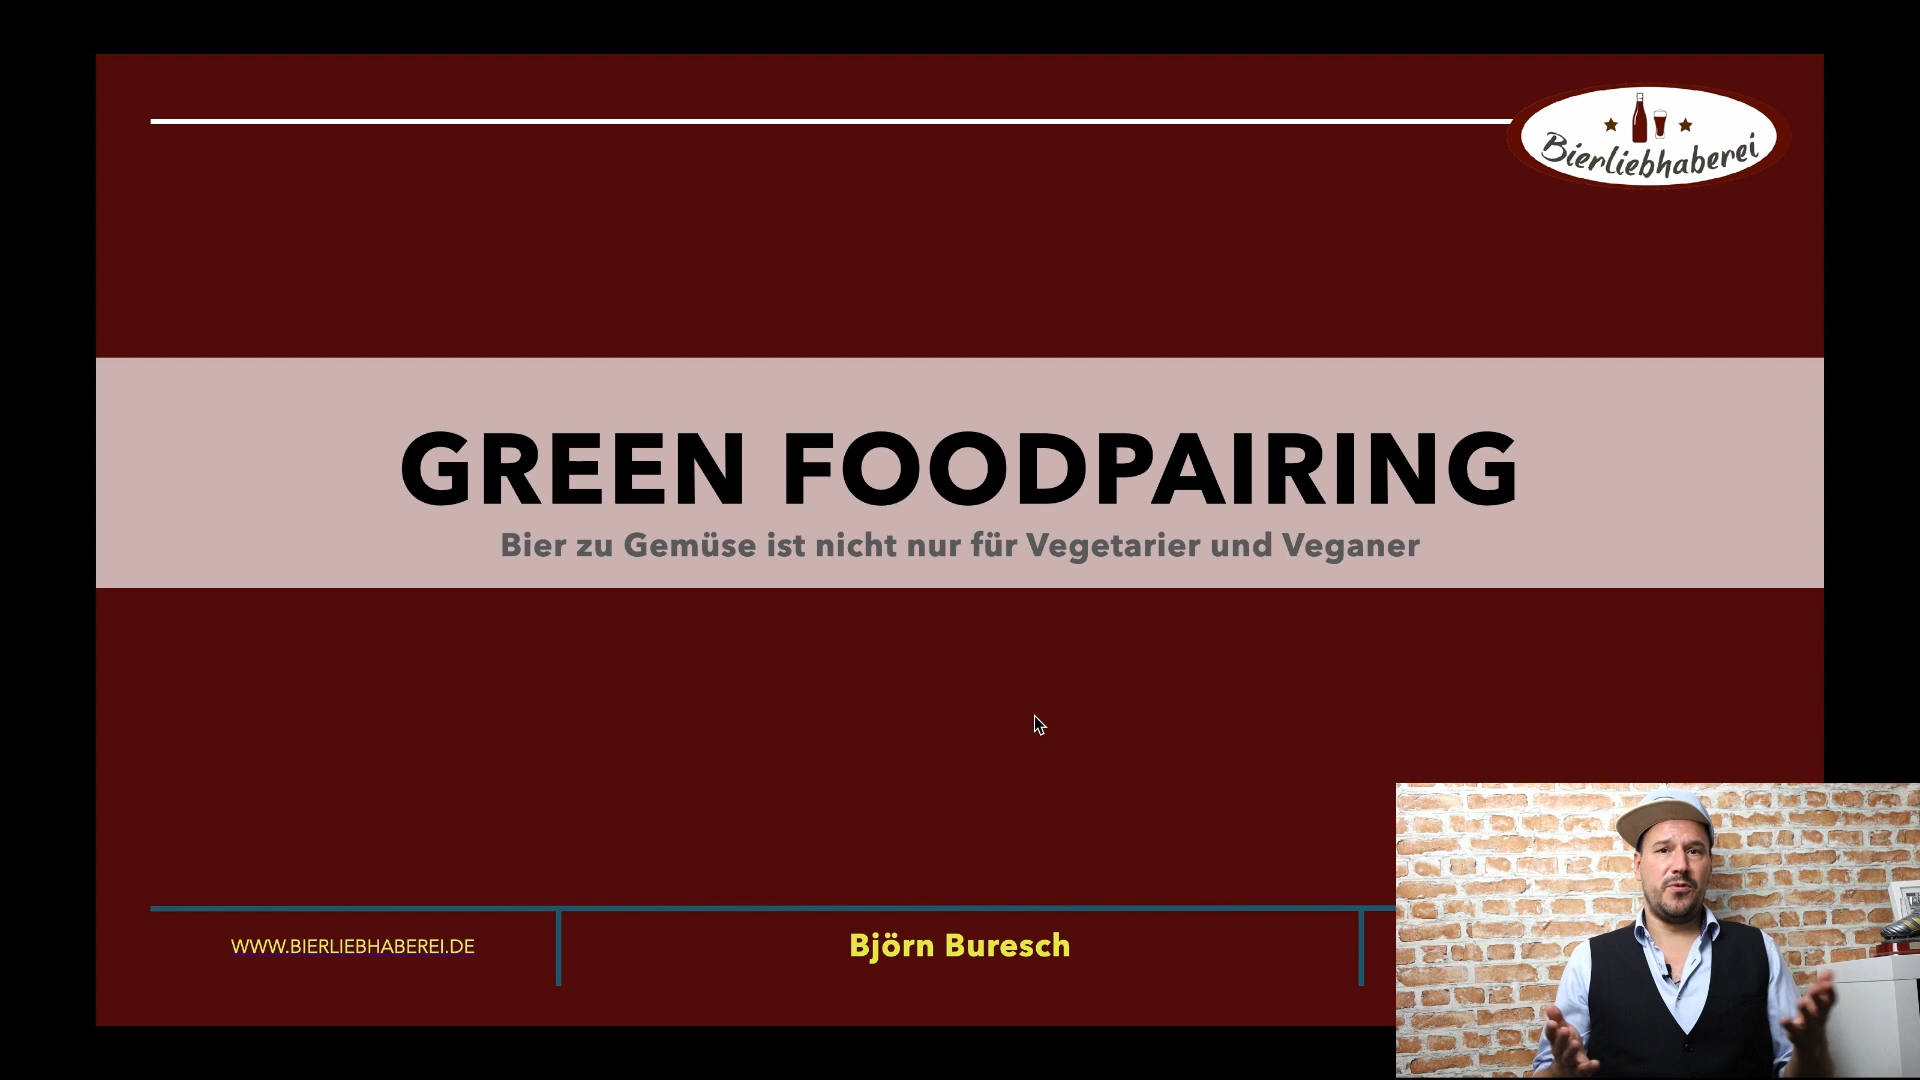 Bierliebhaberei
GREEN FOODPAIRING
Bier zu Gemüse ist nicht nur für Vegetarier und Veganer
WWW.BIERLIEBHABEREI.DE
Björn Buresch